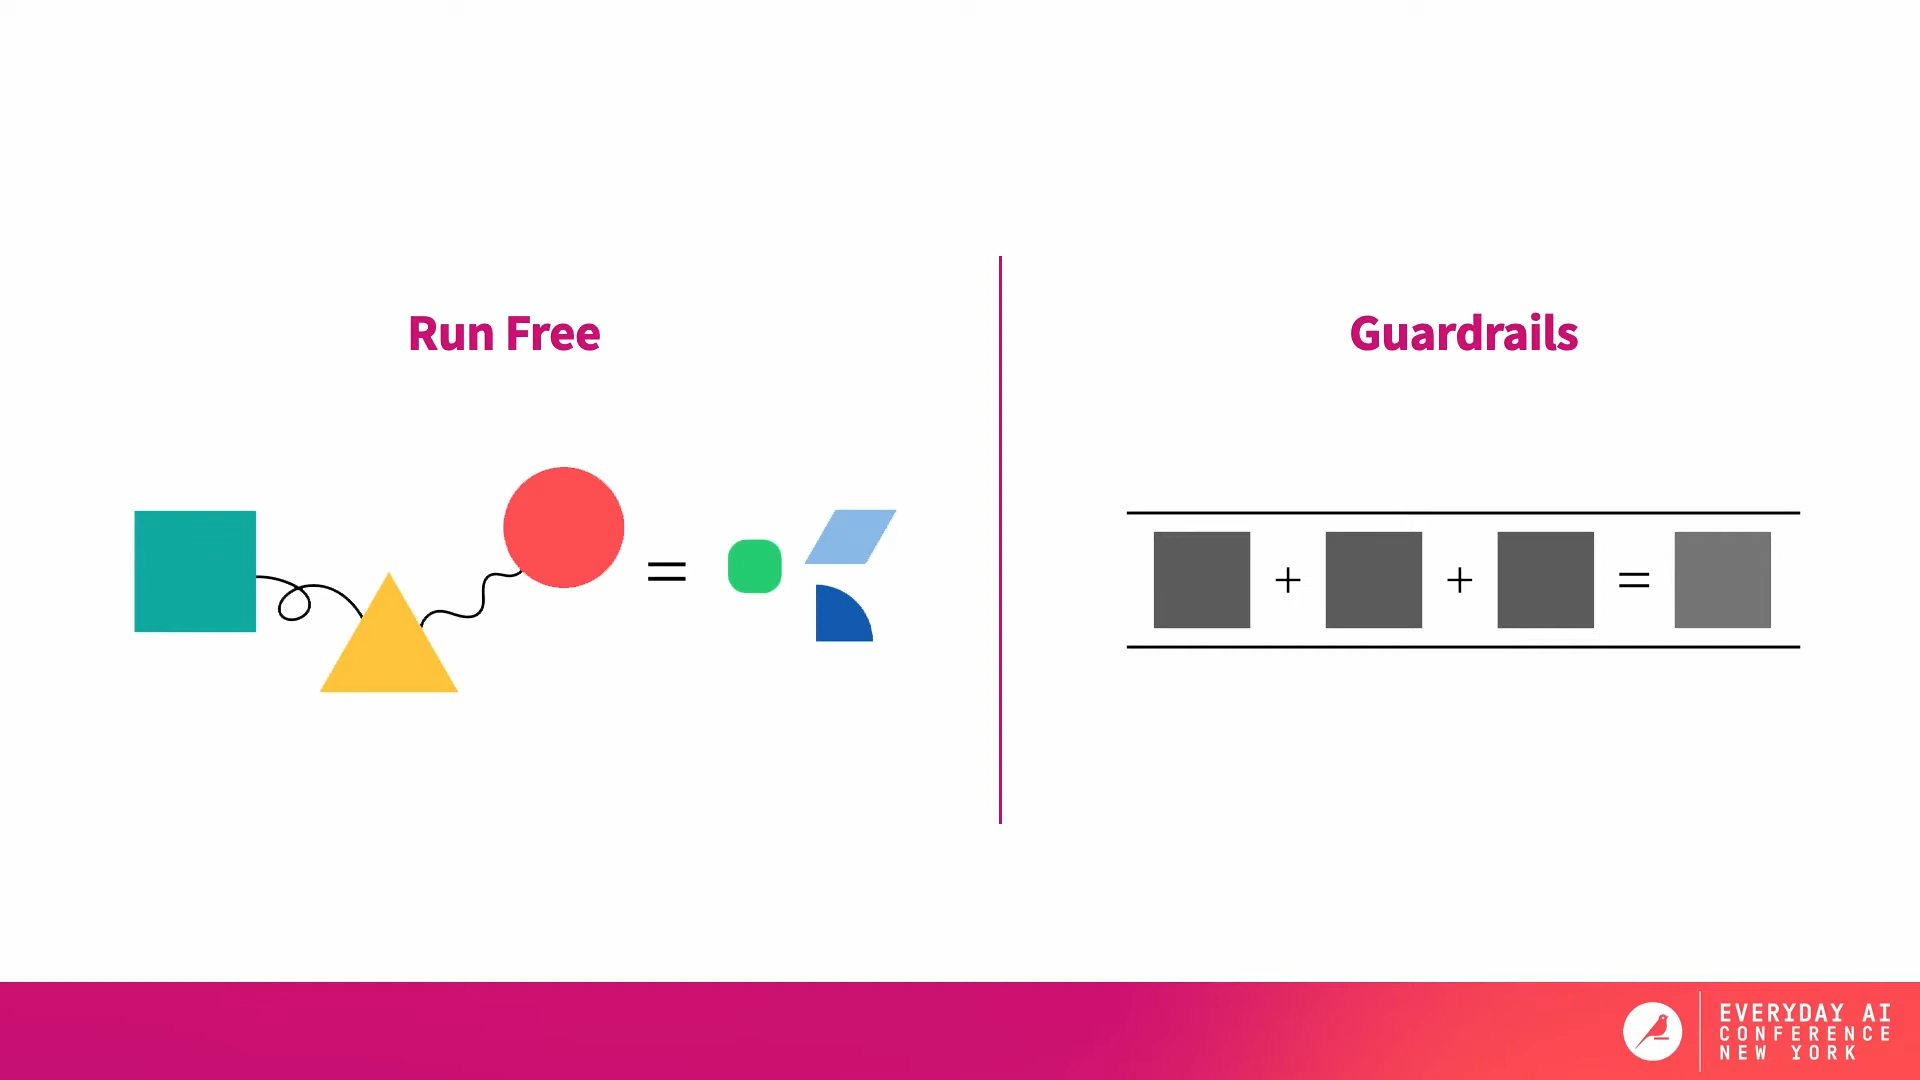 Run Free
=
Guardrails
+ + =
EVERYDAY AI
CONFERENCE
NEW YORK